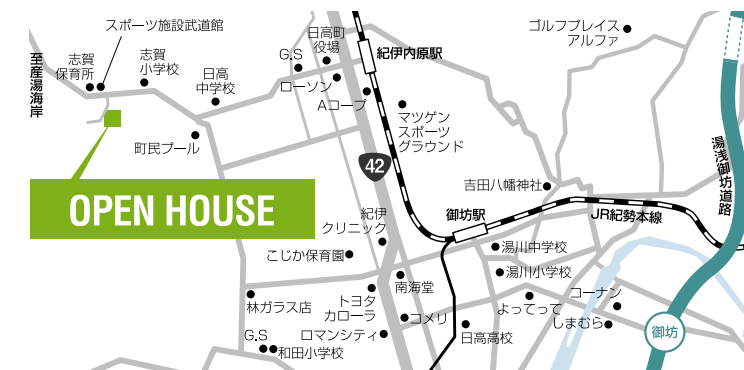 スポーツ施設武道館
志賀
保育所
志賀
小学校
至産湯海岸
日高
中学校
町民プール
OPEN HOUSE
日高町
役場
G.S
ローソン
Aコープ
紀伊内原駅
マツゲン
スポーツ
グラウンド
ゴルフプレイス
アルファ
42
吉田八幡神社
湯浅御坊道路
御坊駅
JR紀勢本線
紀伊
クリニック
こじか保育園
湯川中学校
湯川小学校
南海堂
トヨタ
カローラ
林ガラス店
コメリ
よってって
コーナン
しまむら
御坊
G.S
ロマンシティ
和田小学校
日高高校